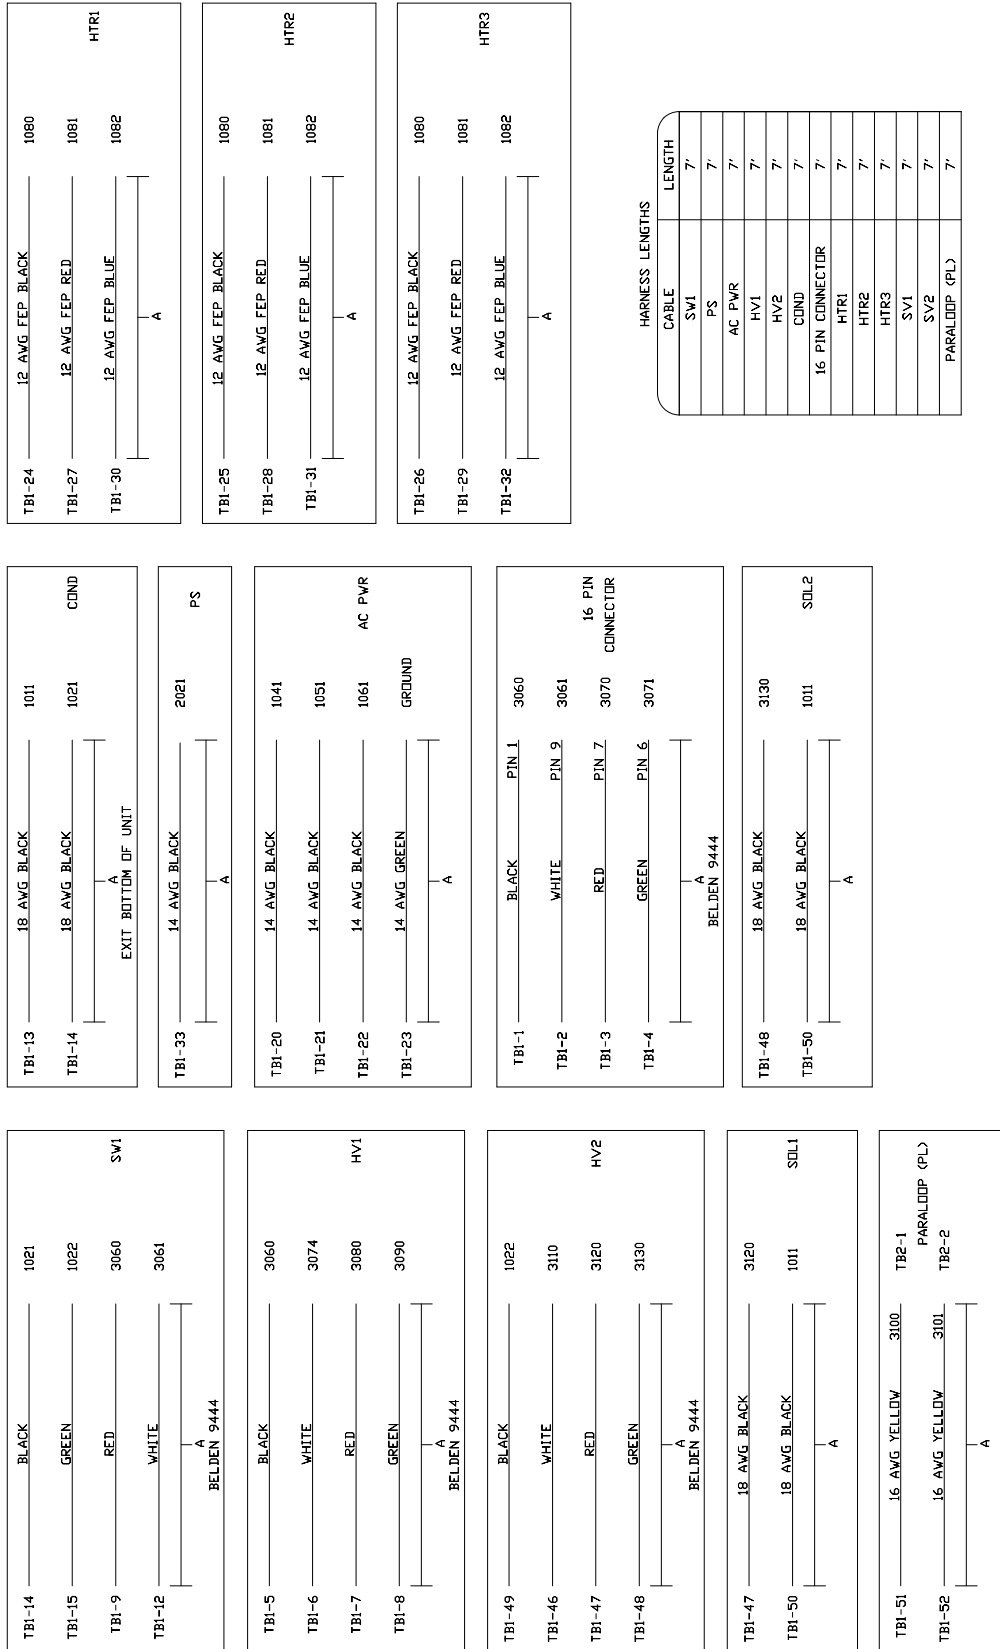 SW1
TB1-14 BLACK 1021
TB1-15 GREEN 1022
TB1-9 RED 3060
TB1-12 WHITE 3061
A
BELDEN 9444
HV1
TB1-5 BLACK 3060
TB1-6 WHITE 3074
TB1-7 RED 3080
TB1-8 GREEN 3090
A
BELDEN 9444
HV2
TB1-49 BLACK 1022
TB1-46 WHITE 3110
TB1-47 RED 3120
TB1-48 GREEN 3130
A
BELDEN 9444
SOL1
TB1-47 18 AWG BLACK 3120
TB1-50 18 AWG BLACK 1011
A
TB1-51 16 AWG YELLOW 3100 TB2-1
PARALOOP (PL)
TB1-52 16 AWG YELLOW 3101 TB2-2
A
COND
TB1-13 18 AWG BLACK 1011
TB1-14 18 AWG BLACK 1021
A
EXIT BOTTOM OF UNIT
PS
TB1-33 14 AWG BLACK 2021
A
AC PWR
TB1-20 14 AWG BLACK 1041
TB1-21 14 AWG BLACK 1051
TB1-22 14 AWG BLACK 1061
TB1-23 14 AWG GREEN GROUND
A
16 PIN
CONNECTOR
TB1-1 BLACK PIN 1 3060
TB1-2 WHITE PIN 9 3061
TB1-3 RED PIN 7 3070
TB1-4 GREEN PIN 6 3071
A
BELDEN 9444
SOL2
TB1-48 18 AWG BLACK 3130
TB1-50 18 AWG BLACK 1011
A
HTR1
TB1-24 12 AWG FEP BLACK 1080
TB1-27 12 AWG FEP RED 1081
TB1-30 12 AWG FEP BLUE 1082
A
HTR2
TB1-25 12 AWG FEP BLACK 1080
TB1-28 12 AWG FEP RED 1081
TB1-31 12 AWG FEP BLUE 1082
A
HTR3
TB1-26 12 AWG FEP BLACK 1080
TB1-29 12 AWG FEP RED 1081
TB1-32 12 AWG FEP BLUE 1082
A
HARNESS LENGTHS
CABLE LENGTH
SW1 7'
PS 7'
AC PWR 7'
HV1 7'
HV2 7'
COND 7'
16 PIN CONNECTOR 7'
HTR1 7'
HTR2 7'
HTR3 7'
SV1 7'
SV2 7'
PARALOOP (PL) 7'